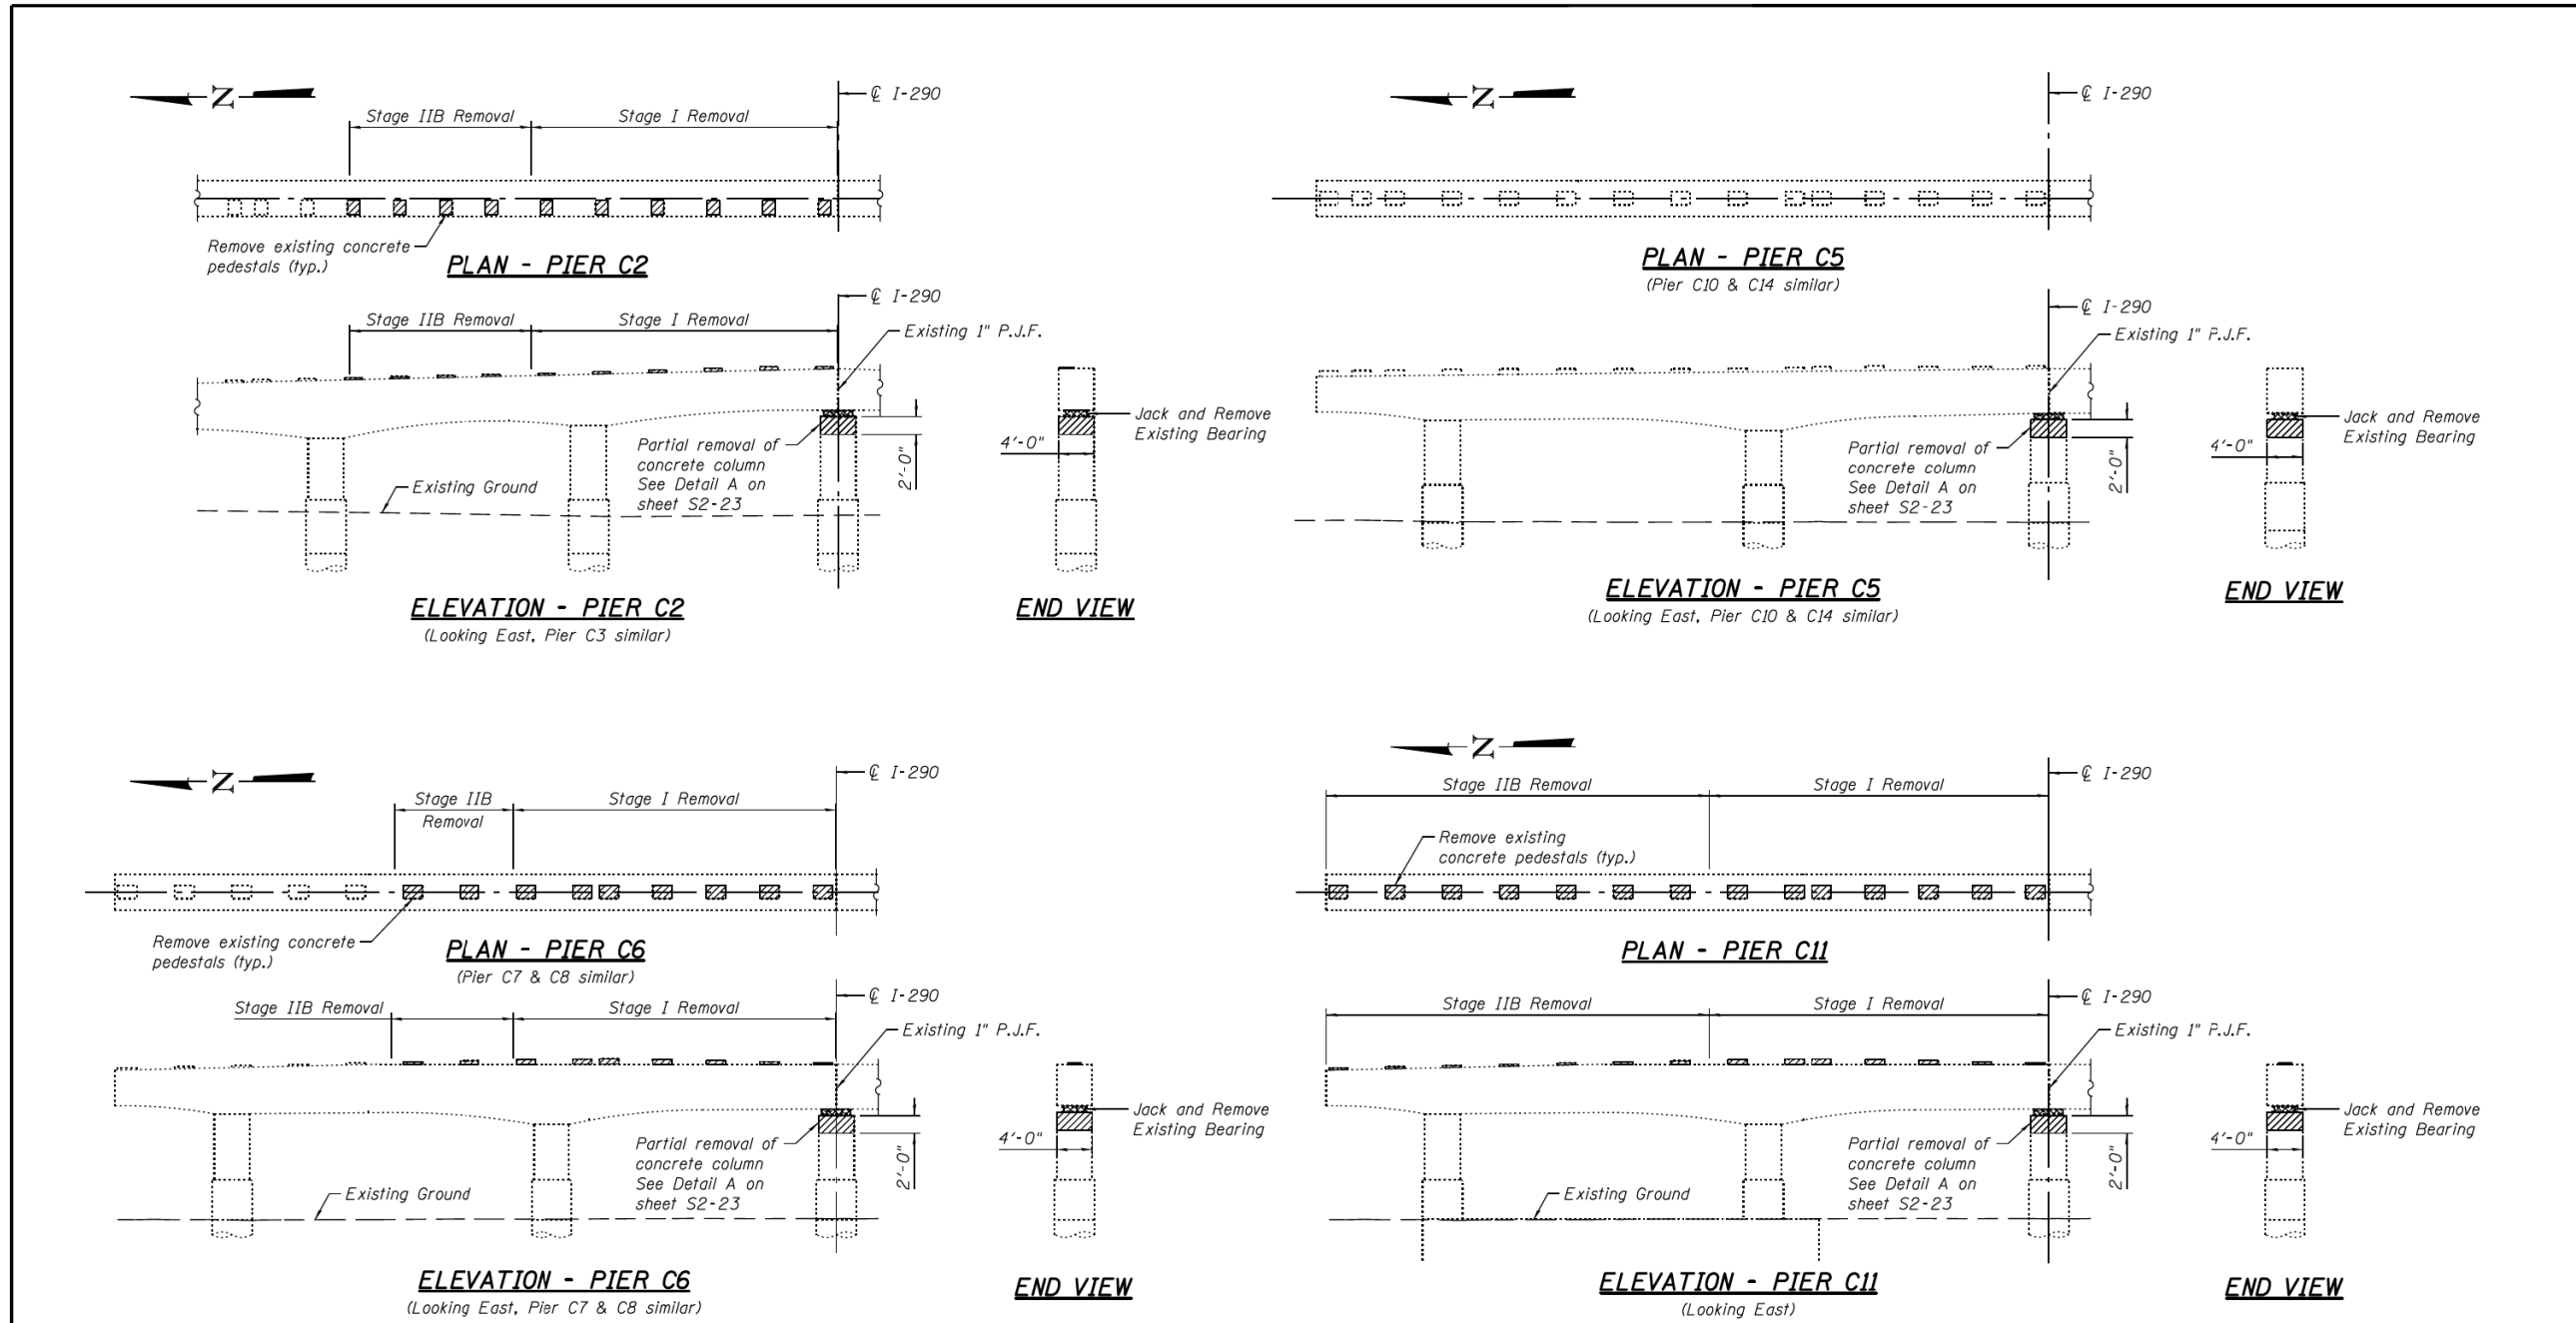 N
℄ I-290
Stage IIB Removal
Stage I Removal
Remove existing concrete
pedestals (typ.)
PLAN - PIER C2
℄ I-290
Stage IIB Removal
Stage I Removal
Existing 1" P.J.F.
Jack and Remove
Existing Bearing
4'-0"
Partial removal of
concrete column
See Detail A on
sheet S2-23
2'-0"
Existing Ground
ELEVATION - PIER C2
(Looking East, Pier C3 similar)
END VIEW
N
℄ I-290
PLAN - PIER C5
(Pier C10 & C14 similar)
℄ I-290
Existing 1" P.J.F.
Jack and Remove
Existing Bearing
4'-0"
Partial removal of
concrete column
See Detail A on
sheet S2-23
2'-0"
ELEVATION - PIER C5
(Looking East, Pier C10 & C14 similar)
END VIEW
N
℄ I-290
Stage IIB
Removal
Stage I Removal
Remove existing concrete
pedestals (typ.)
PLAN - PIER C6
(Pier C7 & C8 similar)
℄ I-290
Stage IIB Removal
Stage I Removal
Existing 1" P.J.F.
Jack and Remove
Existing Bearing
4'-0"
Partial removal of
concrete column
See Detail A on
sheet S2-23
2'-0"
Existing Ground
ELEVATION - PIER C6
(Looking East, Pier C7 & C8 similar)
END VIEW
N
℄ I-290
Stage IIB Removal
Stage I Removal
Remove existing
concrete pedestals (typ.)
PLAN - PIER C11
℄ I-290
Stage IIB Removal
Stage I Removal
Existing 1" P.J.F.
Jack and Remove
Existing Bearing
4'-0"
Partial removal of
concrete column
See Detail A on
sheet S2-23
2'-0"
Existing Ground
ELEVATION - PIER C11
(Looking East)
END VIEW